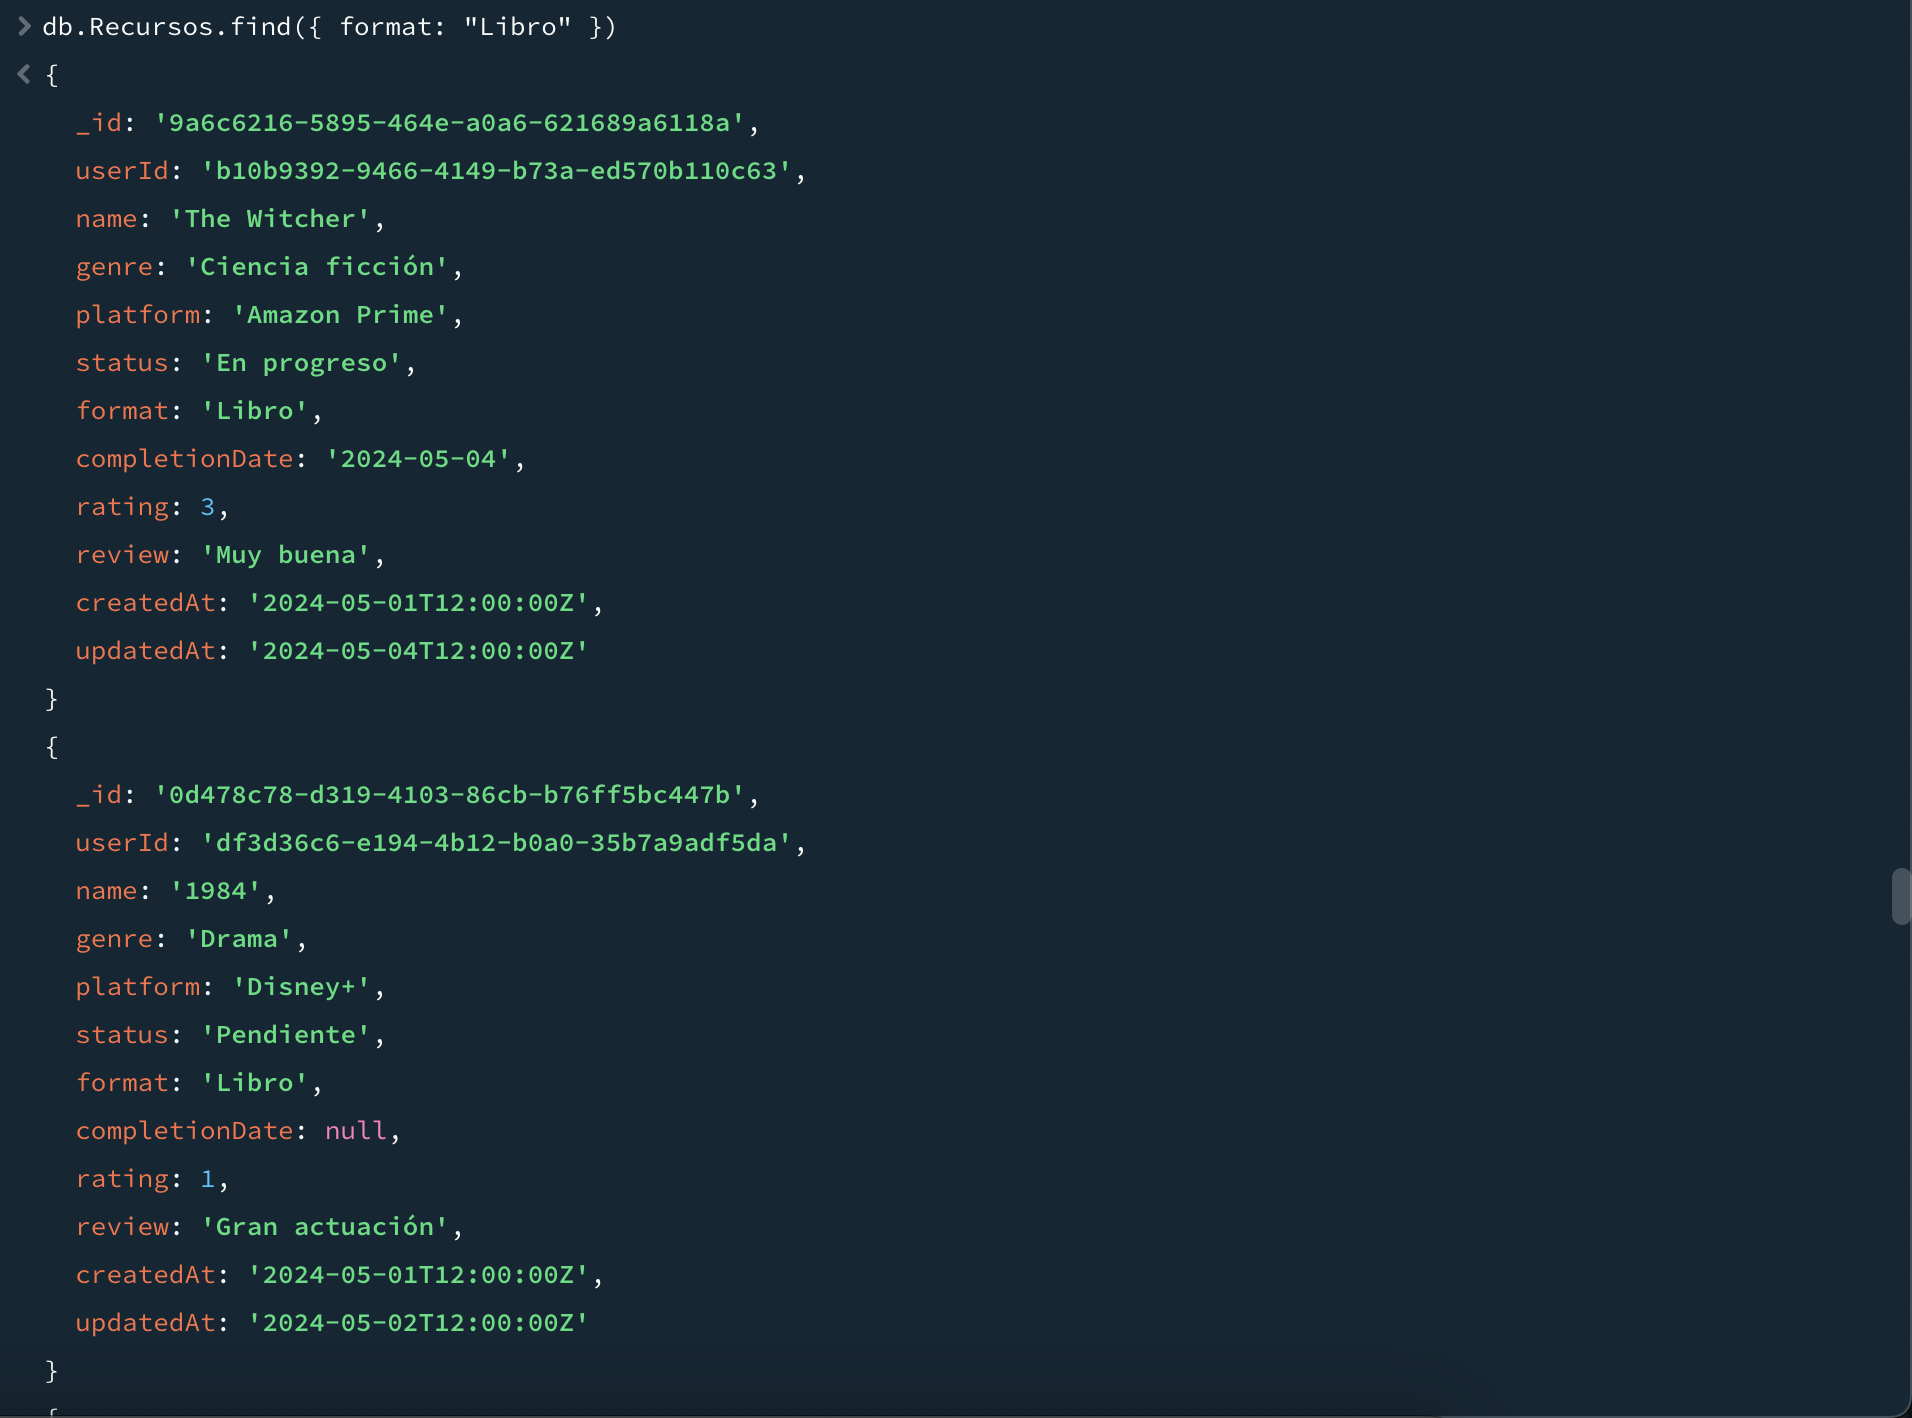 > db.Recursos.find({ format: "Libro" })
< {
_id: '9a6c6216-5895-464e-a0a6-621689a6118a',
userId: 'b10b9392-9466-4149-b73a-ed570b110c63',
name: 'The Witcher',
genre: 'Ciencia ficción',
platform: 'Amazon Prime',
status: 'En progreso',
format: 'Libro',
completionDate: '2024-05-04',
rating: 3,
review: 'Muy buena',
createdAt: '2024-05-01T12:00:00Z',
updatedAt: '2024-05-04T12:00:00Z'
}
{
_id: '0d478c78-d319-4103-86cb-b76ff5bc447b',
userId: 'df3d36c6-e194-4b12-b0a0-35b7a9adf5da',
name: '1984',
genre: 'Drama',
platform: 'Disney+',
status: 'Pendiente',
format: 'Libro',
completionDate: null,
rating: 1,
review: 'Gran actuación',
createdAt: '2024-05-01T12:00:00Z',
updatedAt: '2024-05-02T12:00:00Z'
}
{